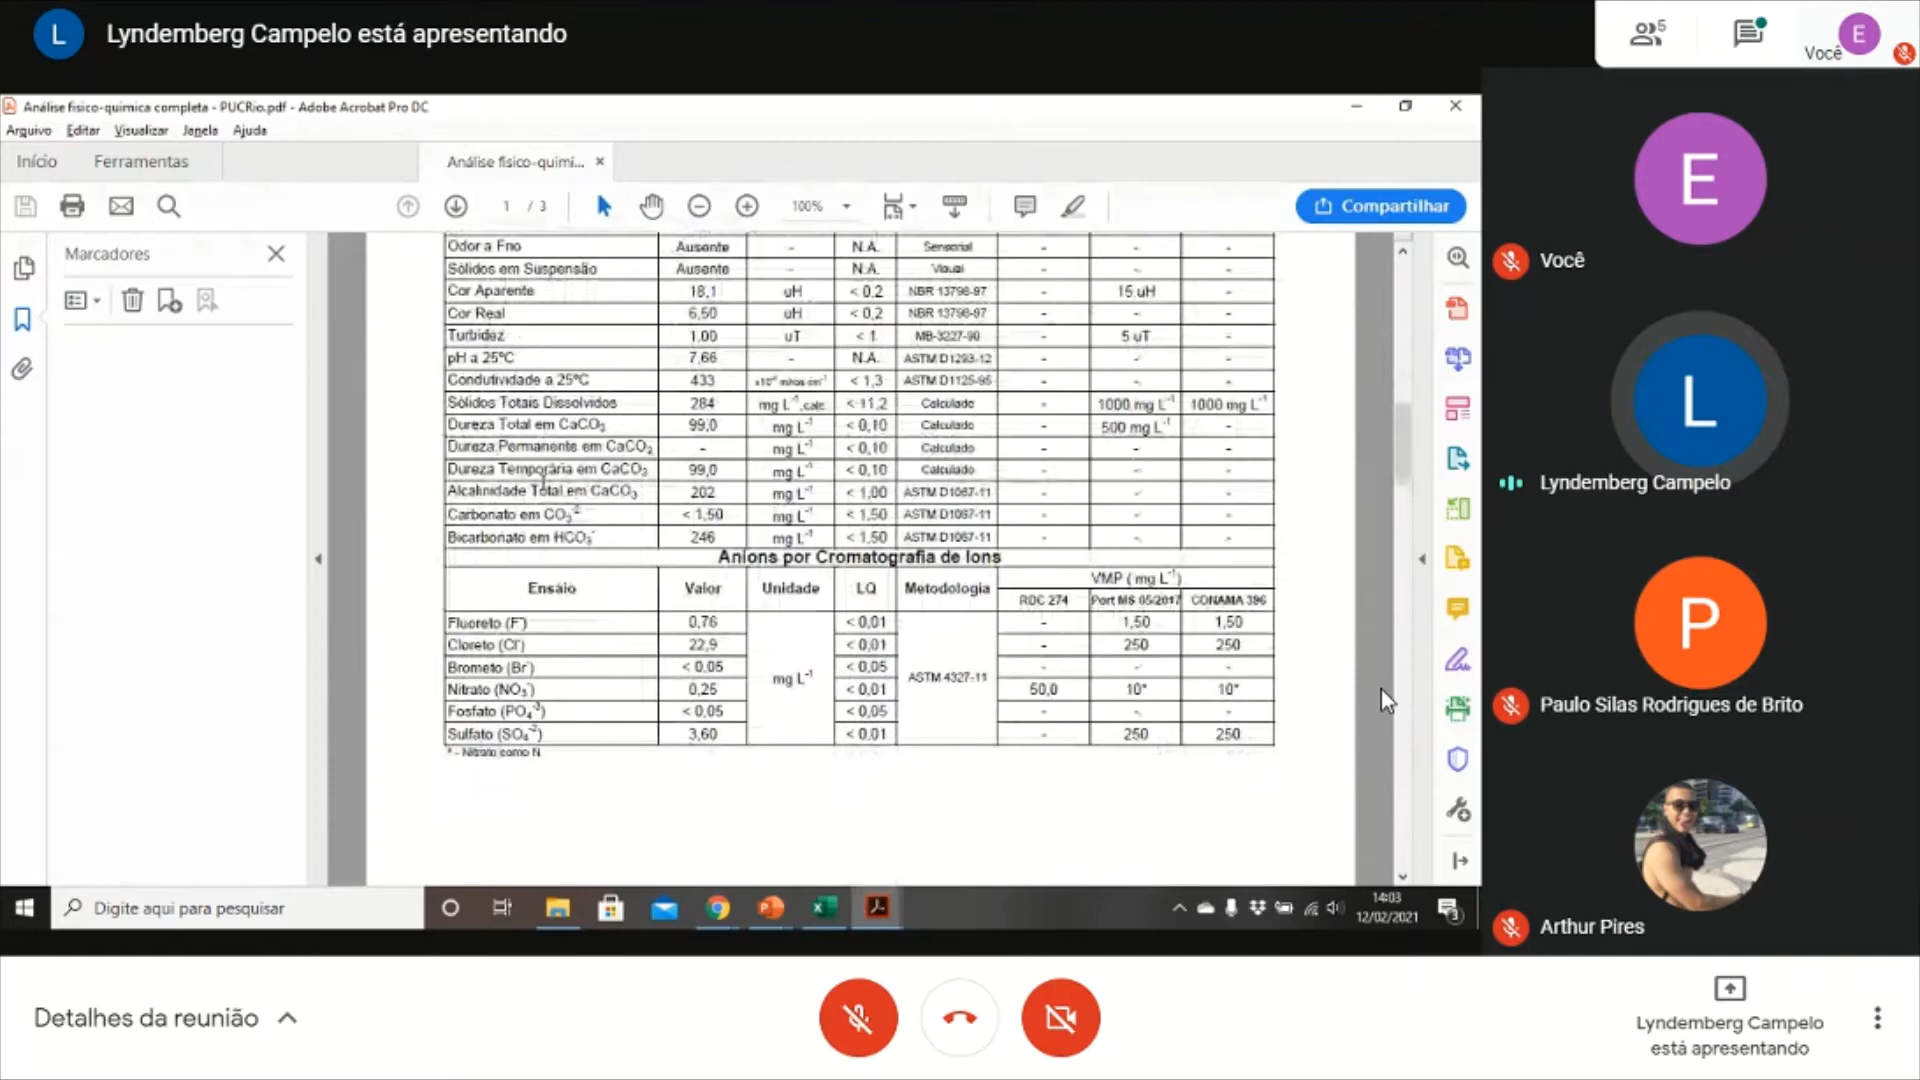 L Lyndemberg Campelo está apresentando
5
Você E
Análise fisico-quimica completa - PUCRio.pdf - Adobe Acrobat Pro DC
Arquivo Editar Visualizar Janela Ajuda
Início Ferramentas Análise fisico-quimi... ×
1 / 3 100% Compartilhar
Marcadores
Odor a Frio Ausente - N.A. Sensorial - - -
Sólidos em Suspensão Ausente - N.A. Visual - - -
Cor Aparente 18,1 uH < 0,2 NBR 13798-97 - 15 uH -
Cor Real 6,50 uH < 0,2 NBR 13798-97 - - -
Turbidez 1,00 uT < 1 MB-3227-90 - 5 uT -
pH a 25ºC 7,66 - N.A. ASTM D1293-12 - - -
Condutividade a 25ºC 433 < 1,3 ASTM D1125-95 - - -
Sólidos Totais Dissolvidos 284 mg L-1.calc < 11,2 Calculado - 1000 mg L-1 1000 mg L-1
Dureza Total em CaCO3 99,0 mg L-1 < 0,10 Calculado - 500 mg L-1 -
Dureza Permanente em CaCO3 - mg L-1 < 0,10 Calculado - - -
Dureza Temporária em CaCO3 99,0 mg L-1 < 0,10 Calculado - - -
Alcalinidade Total em CaCO3 202 mg L-1 < 1,00 ASTM D1067-11 - - -
Carbonato em CO3-2 < 1,50 mg L-1 < 1,50 ASTM D1067-11 - - -
Bicarbonato em HCO3- 246 mg L-1 < 1,50 ASTM D1067-11 - - -
Anions por Cromatografia de Ions
Ensaio Valor Unidade LQ Metodologia VMP ( mg L-1)
RDC 274 Port MS 05/2017 CONAMA 396
Fluoreto (F-) 0,76 < 0,01 - 1,50 1,50
Cloreto (Cl-) 22,9 < 0,01 - 250 250
Brometo (Br-) < 0,05 < 0,05 - - -
mg L-1 ASTM 4327-11
Nitrato (NO3-) 0,25 < 0,01 50,0 10* 10*
Fosfato (PO4-3) < 0,05 < 0,05 - - -
Sulfato (SO4-2) 3,60 < 0,01 - 250 250
* - Nitrato como N
Digite aqui para pesquisar
14:03
12/02/2021
3
E
Você
L
Lyndemberg Campelo
P
Paulo Silas Rodrigues de Brito
Arthur Pires
Detalhes da reunião
Lyndemberg Campelo
está apresentando